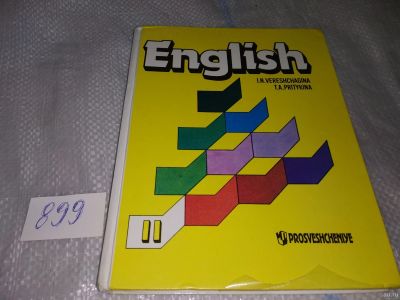 English
I.N.VERESHCHAGINA
T.A.PRITYKINA
899
II
PROSVESHCHENIYE